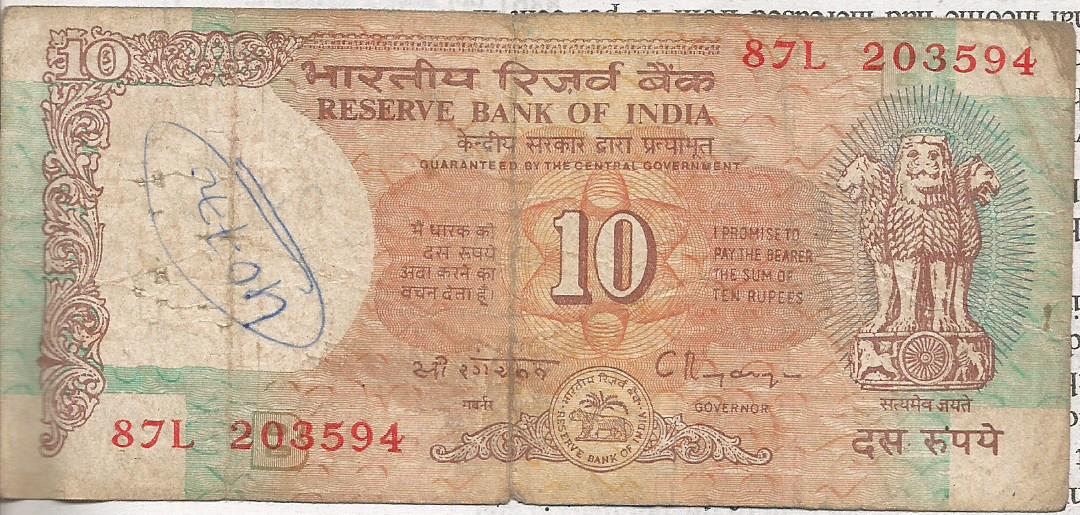 10
87L 203594
भारतीय रिज़र्व बैंक
RESERVE BANK OF INDIA
केन्द्रीय सरकार द्वारा प्रत्याभूत
GUARANTEED BY THE CENTRAL GOVERNMENT
मैं धारक को
दस रुपये
अदा करने का
वचन देता हूँ।
10
I PROMISE TO
PAY THE BEARER
THE SUM OF
TEN RUPEES
गवर्नर
GOVERNOR
भारतीय रिज़र्व बैंक
RESERVE BANK OF INDIA
सत्यमेव जयते
दस रुपये
87L 203594